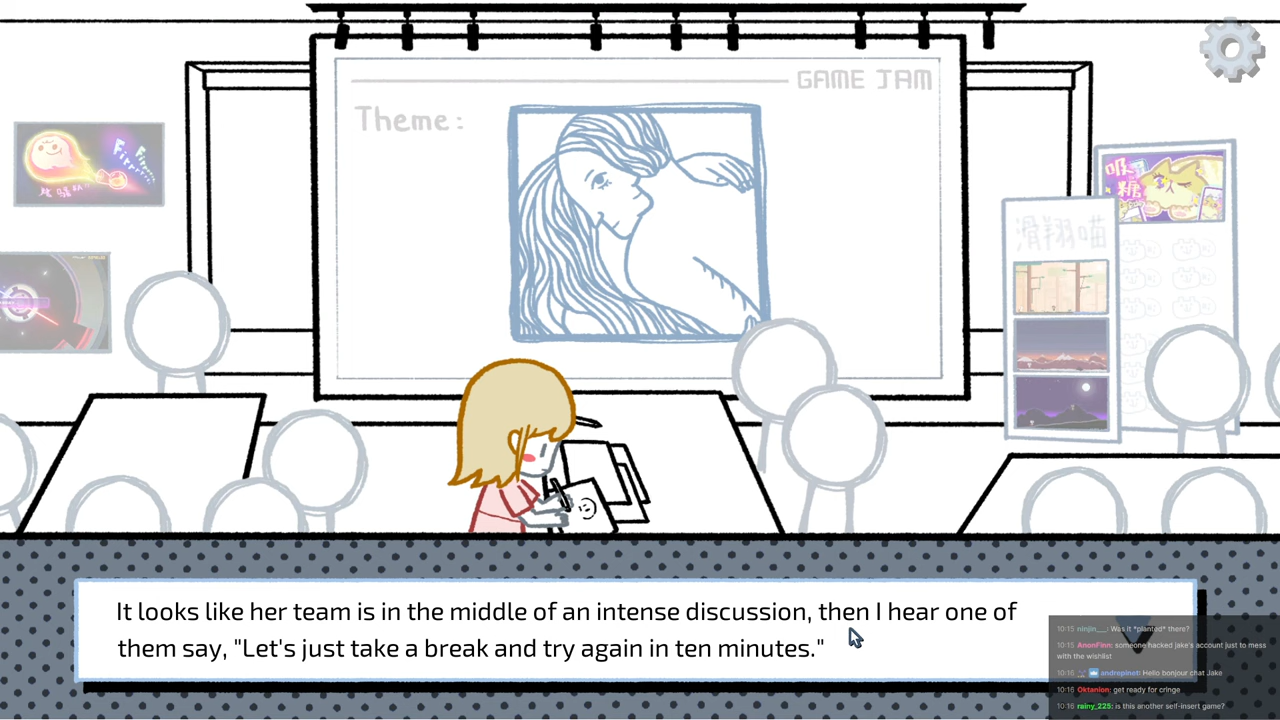 GAME JAM
Theme:
吸
糖
滑翔喵
It looks like her team is in the middle of an intense discussion, then I hear one of
them say, "Let's just take a break and try again in ten minutes."
10:15 ninjin___: Was it *planted* there?
10:15 AnonFinn: someone hacked jake's account just to mess
with the wishlist
10:16 andropinet: Hello bonjour chat Jake
10:16 Oktanion: get ready for cringe
10:16 rainy_225: is this another self-insert game?